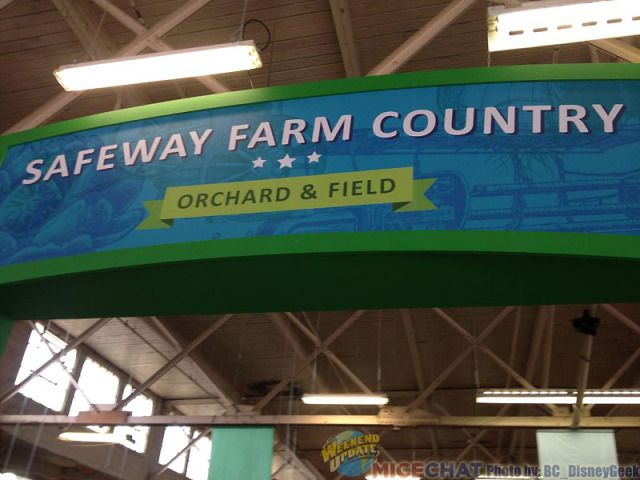 SAFEWAY FARM COUNTRY
ORCHARD & FIELD
WEEKEND
UPDATE
MICECHAT Photo by: BC_DisneyGeek